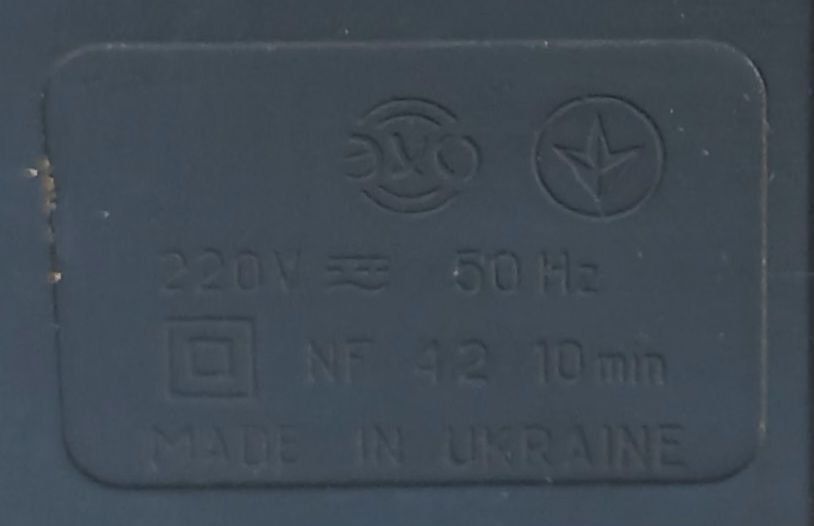 220V ≂ 50 Hz
NF 42 10 min
MADE IN UKRAINE